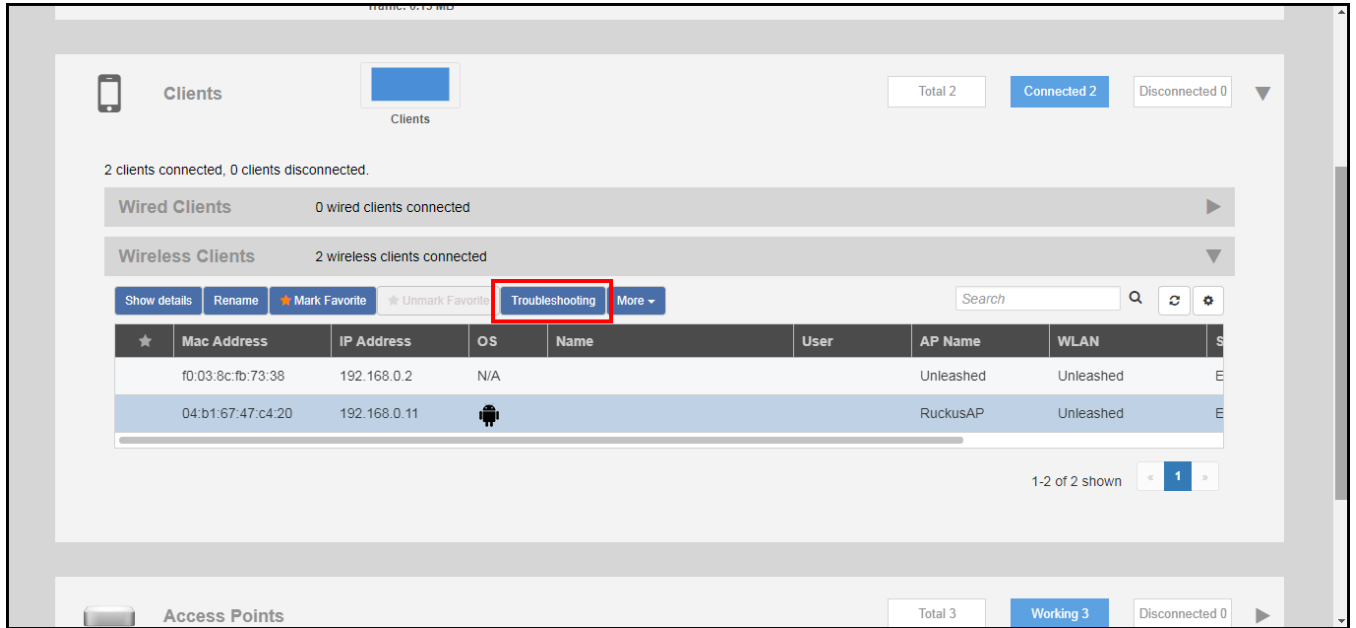 Traffic: 0.15 MB
Clients
Clients
Total 2
Connected 2
Disconnected 0
2 clients connected, 0 clients disconnected.
Wired Clients 0 wired clients connected
Wireless Clients 2 wireless clients connected
Show details Rename Mark Favorite Unmark Favorite Troubleshooting More Search
Mac Address IP Address OS Name User AP Name WLAN S
f0:03:8c:fb:73:38 192.168.0.2 N/A Unleashed Unleashed E
04:b1:67:47:c4:20 192.168.0.11 RuckusAP Unleashed E
1-2 of 2 shown « 1 »
Access Points Total 3 Working 3 Disconnected 0